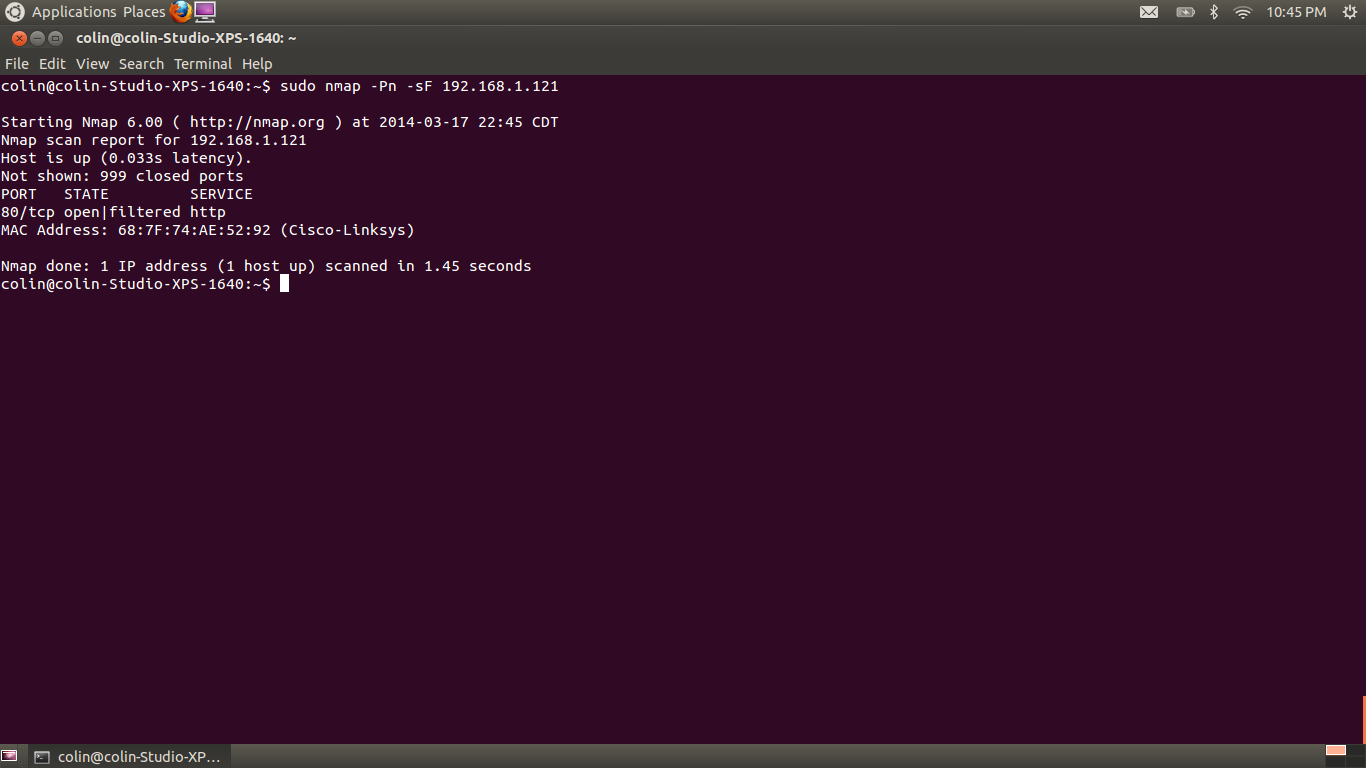 Applications Places 10:45 PM
colin@colin-Studio-XPS-1640: ~
File Edit View Search Terminal Help
colin@colin-Studio-XPS-1640:~$ sudo nmap -Pn -sF 192.168.1.121
Starting Nmap 6.00 ( http://nmap.org ) at 2014-03-17 22:45 CDT
Nmap scan report for 192.168.1.121
Host is up (0.033s latency).
Not shown: 999 closed ports
PORT   STATE         SERVICE
80/tcp open|filtered http
MAC Address: 68:7F:74:AE:52:92 (Cisco-Linksys)
Nmap done: 1 IP address (1 host up) scanned in 1.45 seconds
colin@colin-Studio-XPS-1640:~$
colin@colin-Studio-XP...